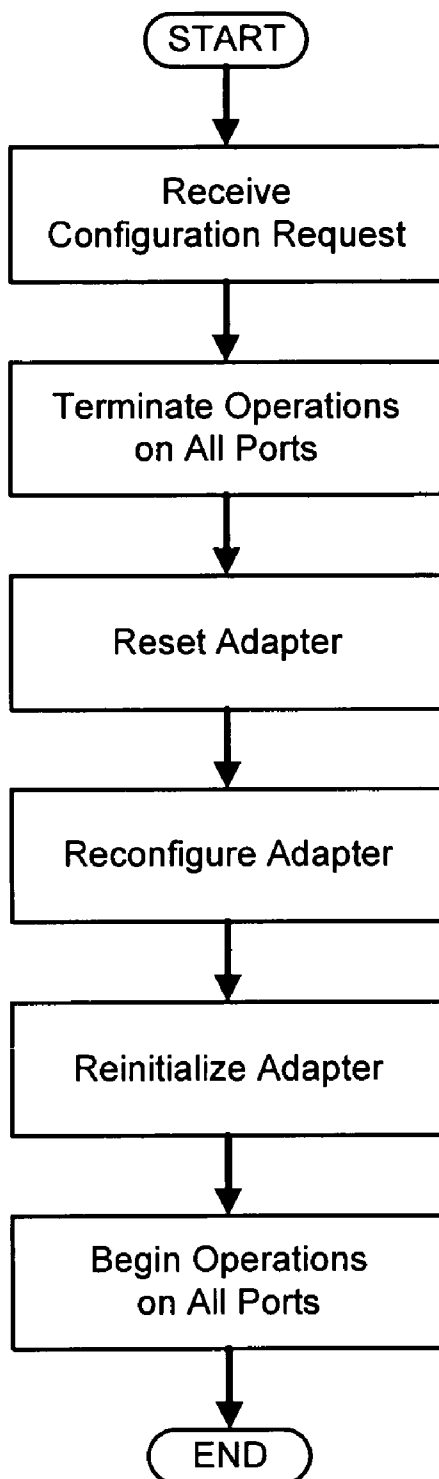 START
Receive
Configuration Request
Terminate Operations
on All Ports
Reset Adapter
Reconfigure Adapter
Reinitialize Adapter
Begin Operations
on All Ports
END